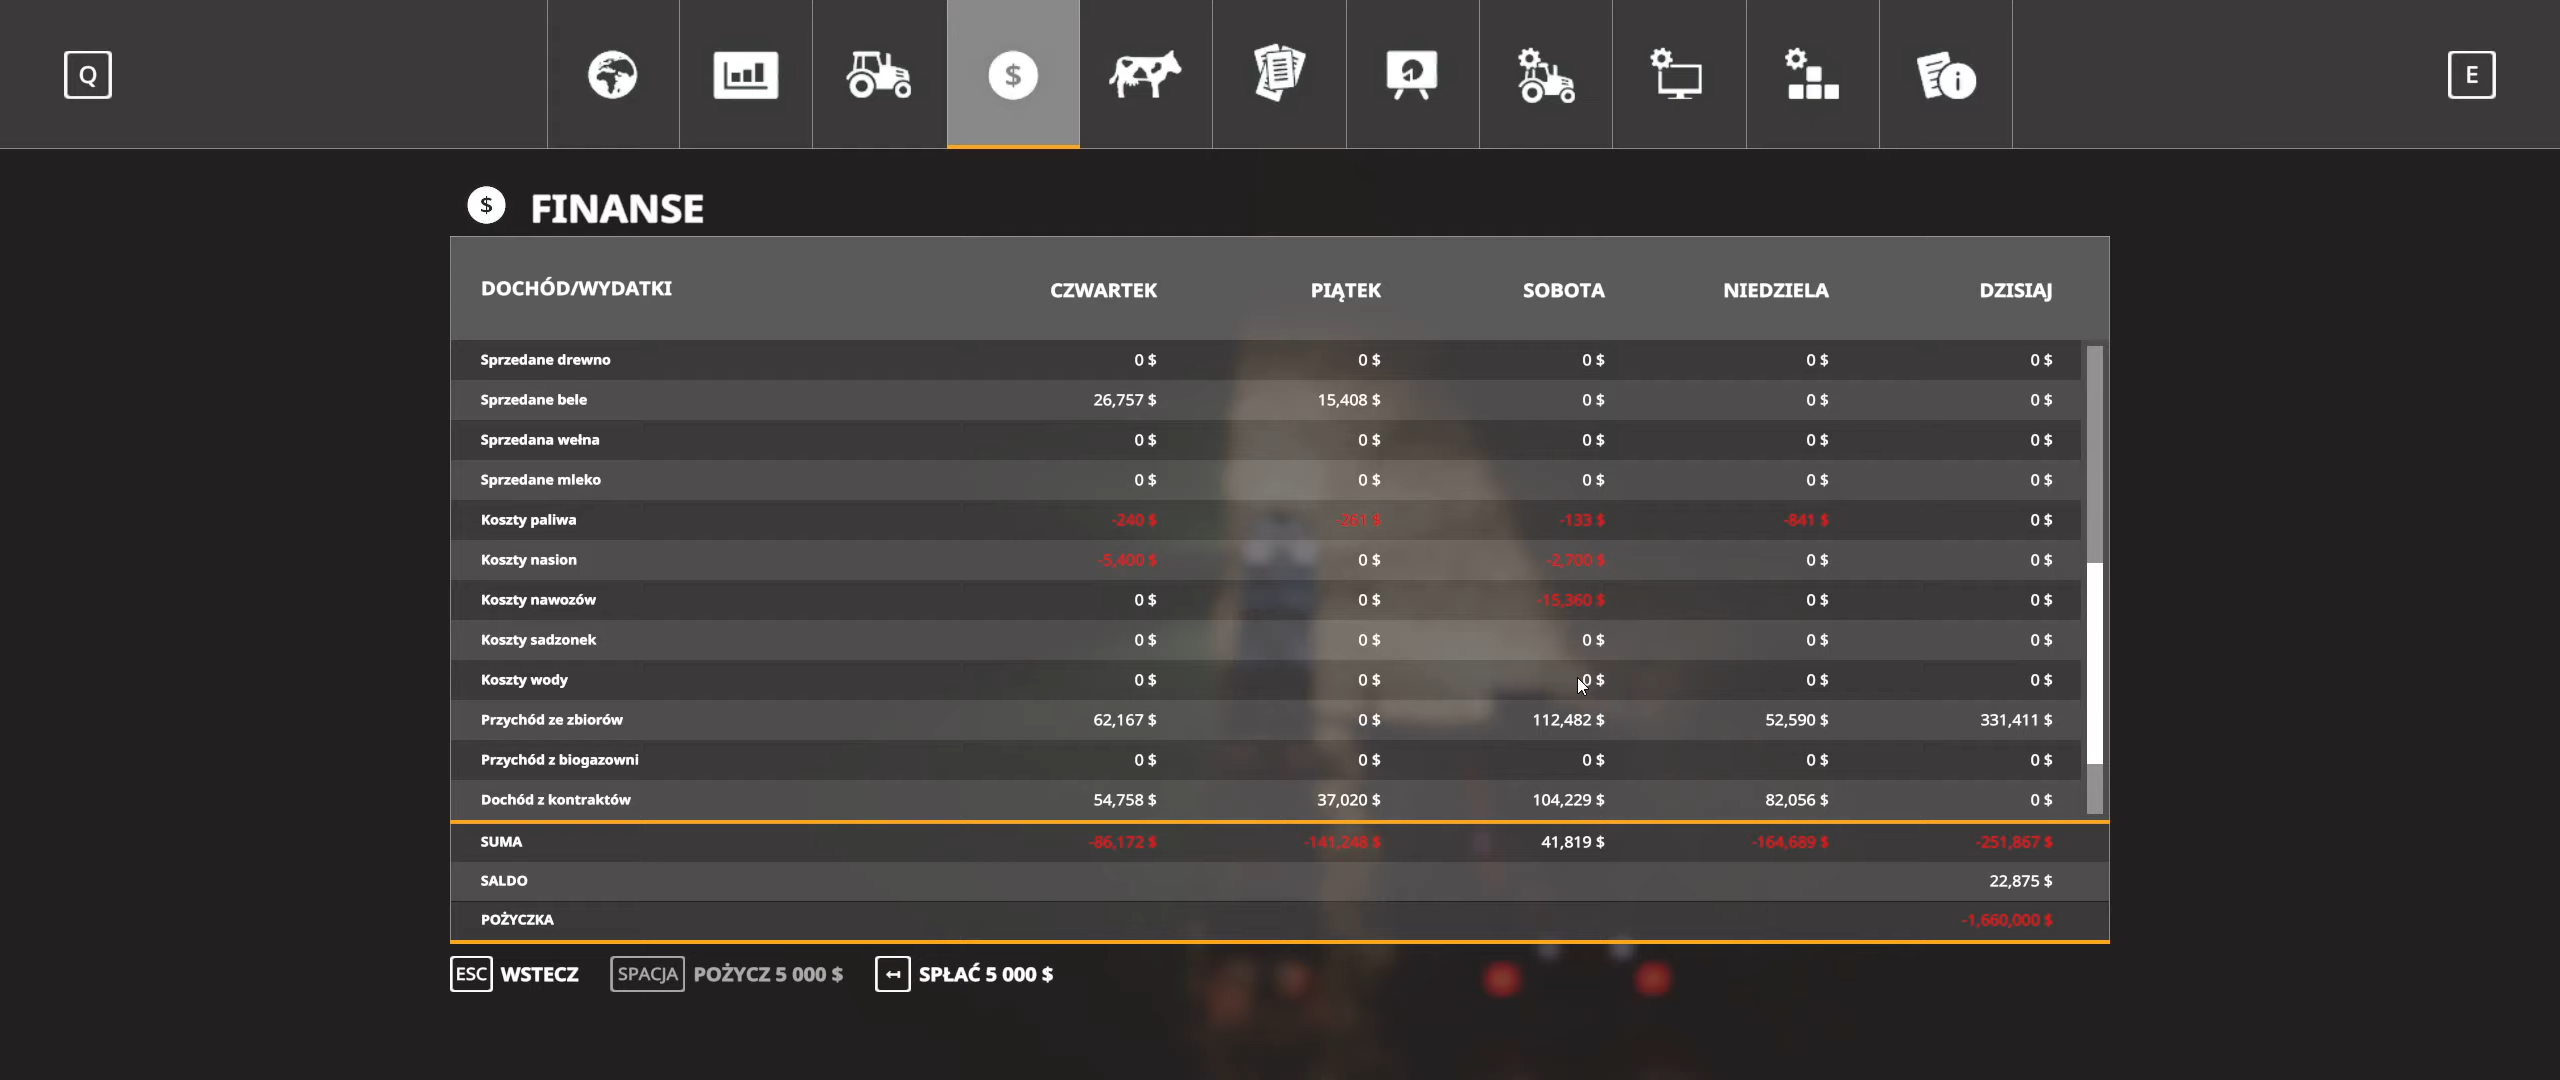 Q
E
$ FINANSE
DOCHÓD/WYDATKI CZWARTEK PIĄTEK SOBOTA NIEDZIELA DZISIAJ
Sprzedane drewno 0 $ 0 $ 0 $ 0 $ 0 $
Sprzedane bele 26,757 $ 15,408 $ 0 $ 0 $ 0 $
Sprzedana wełna 0 $ 0 $ 0 $ 0 $ 0 $
Sprzedane mleko 0 $ 0 $ 0 $ 0 $ 0 $
Koszty paliwa -240 $ -261 $ -133 $ -841 $ 0 $
Koszty nasion -5,400 $ 0 $ -2,700 $ 0 $ 0 $
Koszty nawozów 0 $ 0 $ -15,360 $ 0 $ 0 $
Koszty sadzonek 0 $ 0 $ 0 $ 0 $ 0 $
Koszty wody 0 $ 0 $ 0 $ 0 $ 0 $
Przychód ze zbiorów 62,167 $ 0 $ 112,482 $ 52,590 $ 331,411 $
Przychód z biogazowni 0 $ 0 $ 0 $ 0 $ 0 $
Dochód z kontraktów 54,758 $ 37,020 $ 104,229 $ 82,056 $ 0 $
SUMA -86,172 $ -141,248 $ 41,819 $ -164,689 $ -251,867 $
SALDO 22,875 $
POŻYCZKA -1,660,000 $
ESC WSTECZ SPACJA POŻYCZ 5 000 $ SPŁAĆ 5 000 $